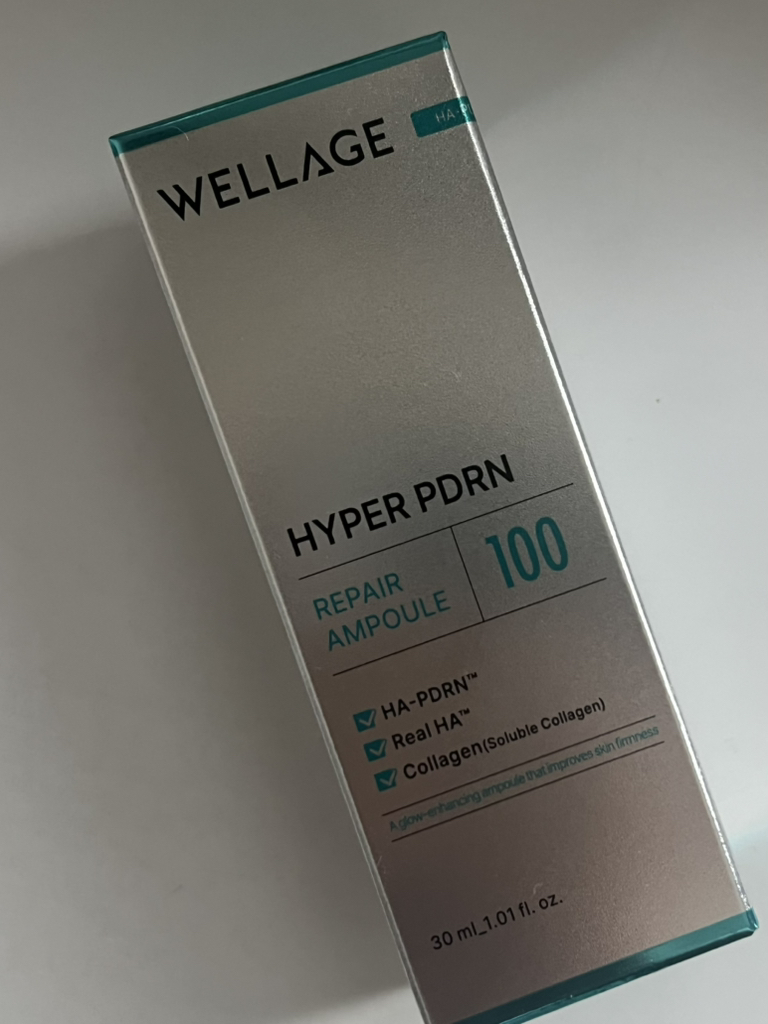 WELLAGE
HYPER PDRN
REPAIR
AMPOULE
100
HA-PDRN™
Real HA™
Collagen(Soluble Collagen)
A glow-enhancing ampoule that improves skin firmness
30 ml_1.01 fl. oz.